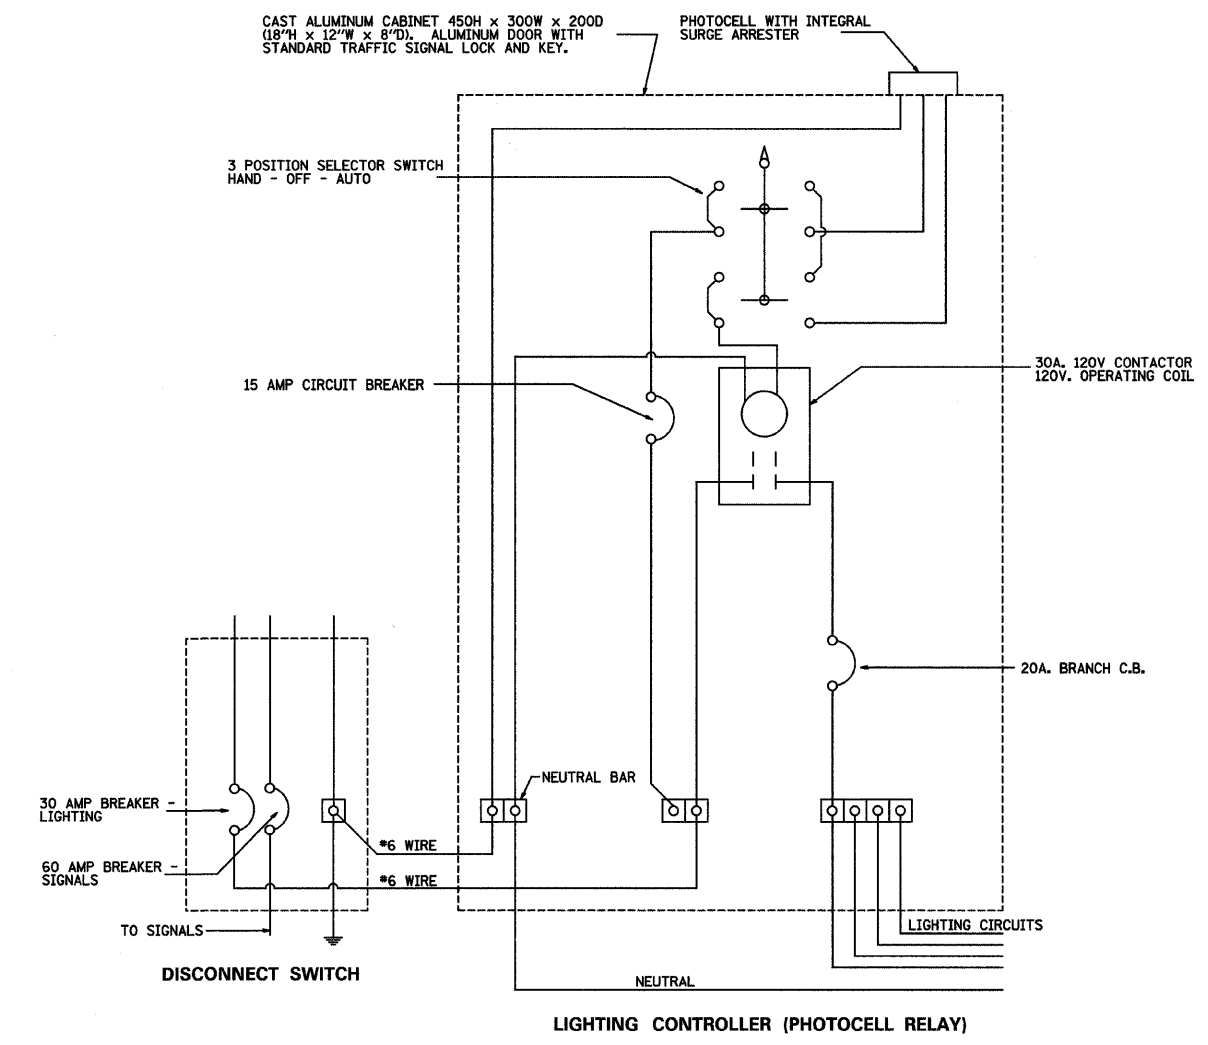 CAST ALUMINUM CABINET 450H x 300W x 200D
(18"H x 12"W x 8"D). ALUMINUM DOOR WITH
STANDARD TRAFFIC SIGNAL LOCK AND KEY.
PHOTOCELL WITH INTEGRAL
SURGE ARRESTER
3 POSITION SELECTOR SWITCH
HAND - OFF - AUTO
30A. 120V CONTACTOR
120V. OPERATING COIL
15 AMP CIRCUIT BREAKER
20A. BRANCH C.B.
NEUTRAL BAR
30 AMP BREAKER -
LIGHTING
#6 WIRE
60 AMP BREAKER -
SIGNALS
#6 WIRE
TO SIGNALS
LIGHTING CIRCUITS
DISCONNECT SWITCH
NEUTRAL
LIGHTING CONTROLLER (PHOTOCELL RELAY)